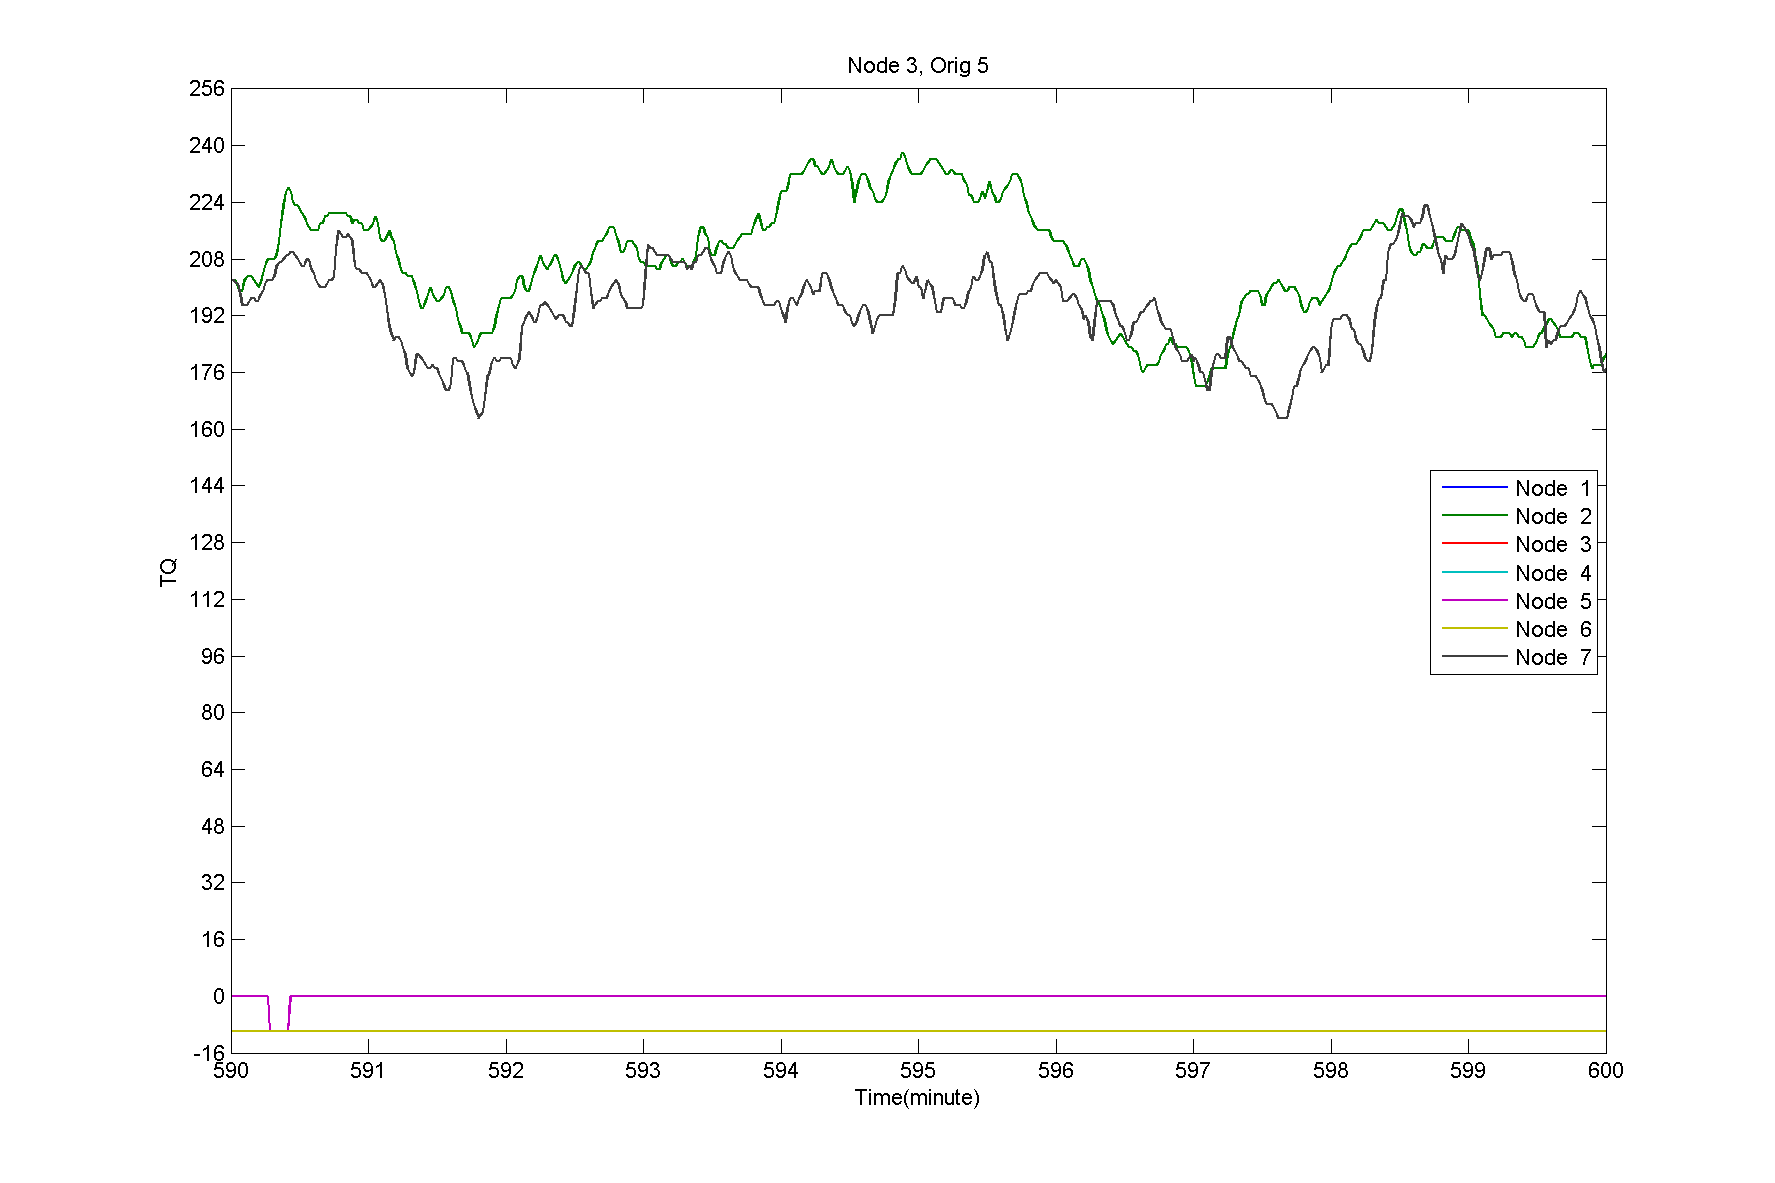 Node 3, Orig 5
256
240
224
208
192
176
160
144
128
112
96
80
64
48
32
16
0
-16
TQ
Node 1
Node 2
Node 3
Node 4
Node 5
Node 6
Node 7
590 591 592 593 594 595 596 597 598 599 600
Time(minute)